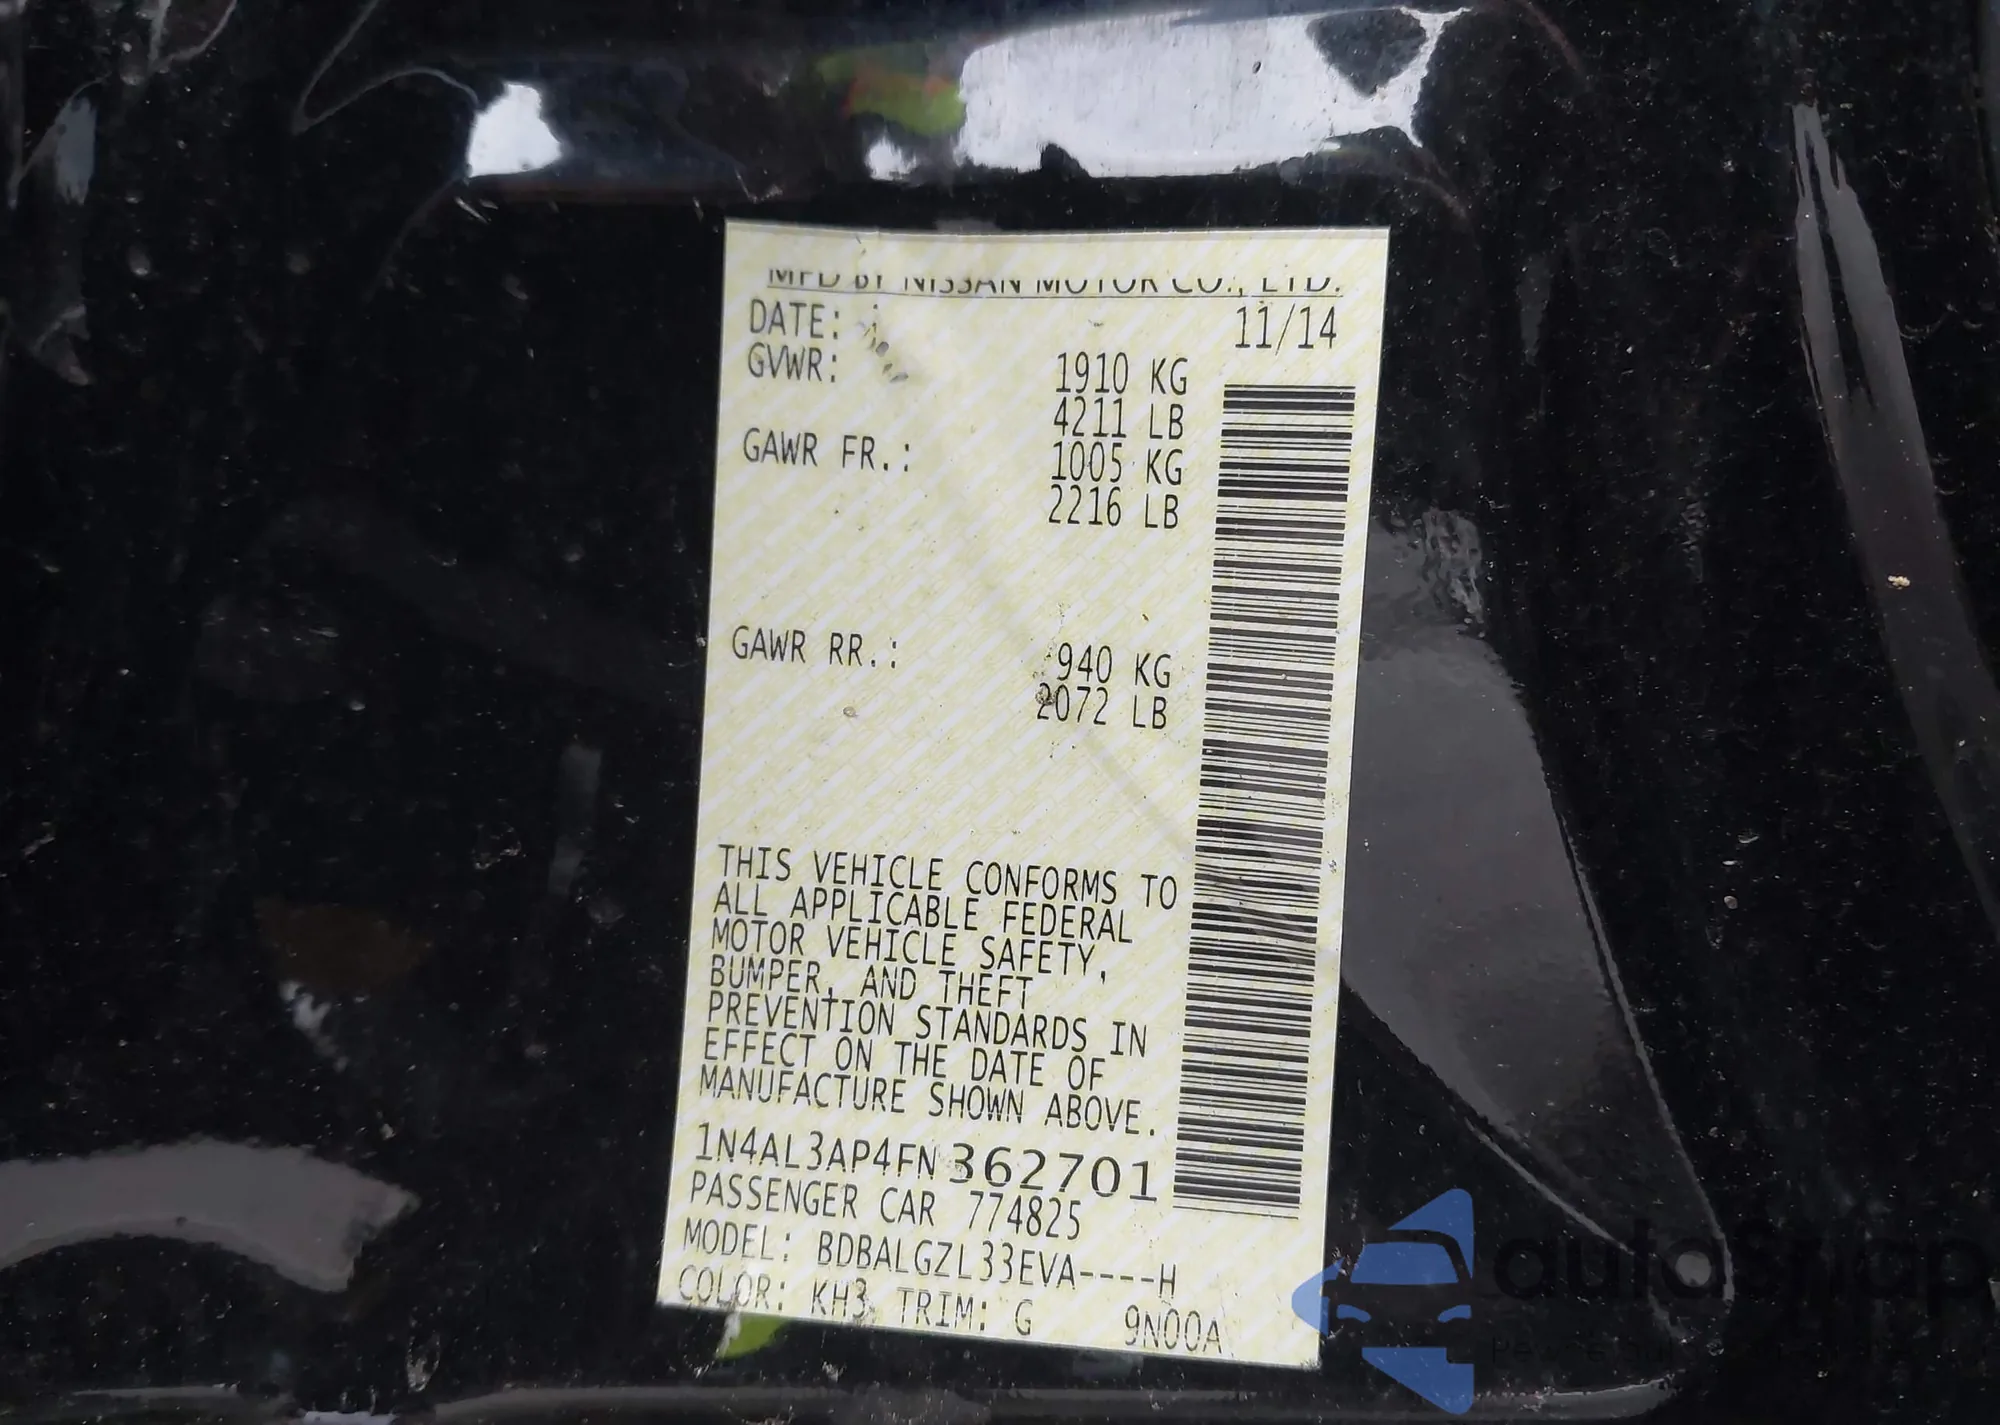 MFD BY NISSAN MOTOR CO., LTD.
DATE: 11/14
GVWR: 1910 KG
4211 LB
GAWR FR.: 1005 KG
2216 LB
GAWR RR.: 940 KG
2072 LB
THIS VEHICLE CONFORMS TO
ALL APPLICABLE FEDERAL
MOTOR VEHICLE SAFETY,
BUMPER, AND THEFT
PREVENTION STANDARDS IN
EFFECT ON THE DATE OF
MANUFACTURE SHOWN ABOVE.
1N4AL3AP4FN362701
PASSENGER CAR 774825
MODEL: BDBALGZL33EVA----H
COLOR: KH3 TRIM: G 9N00A